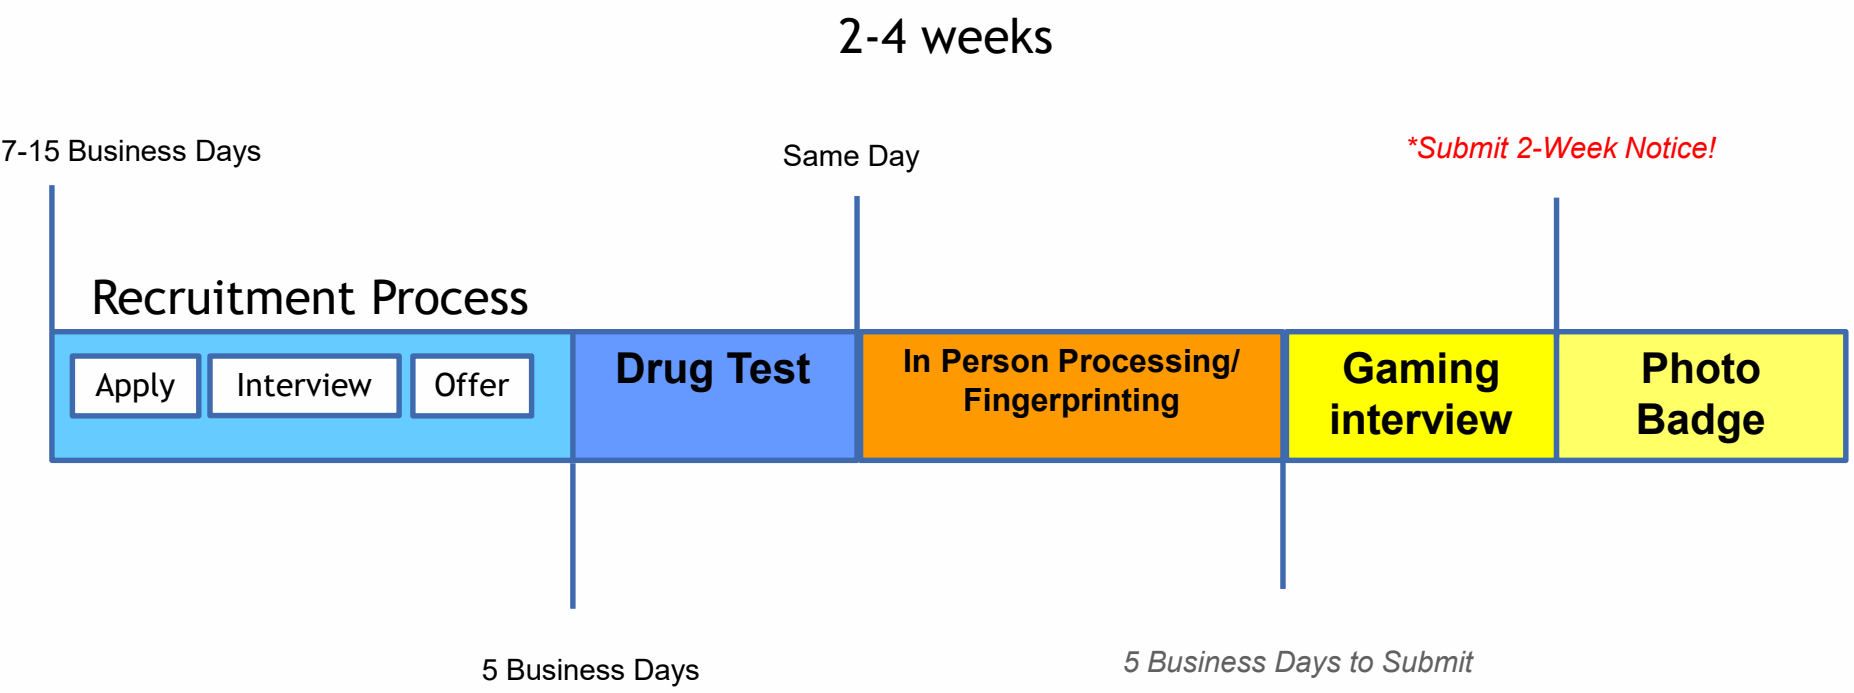 2-4 weeks
7-15 Business Days
Same Day
*Submit 2-Week Notice!
Recruitment Process
Apply
Interview
Offer
Drug Test
In Person Processing/
Fingerprinting
Gaming
interview
Photo
Badge
5 Business Days
5 Business Days to Submit